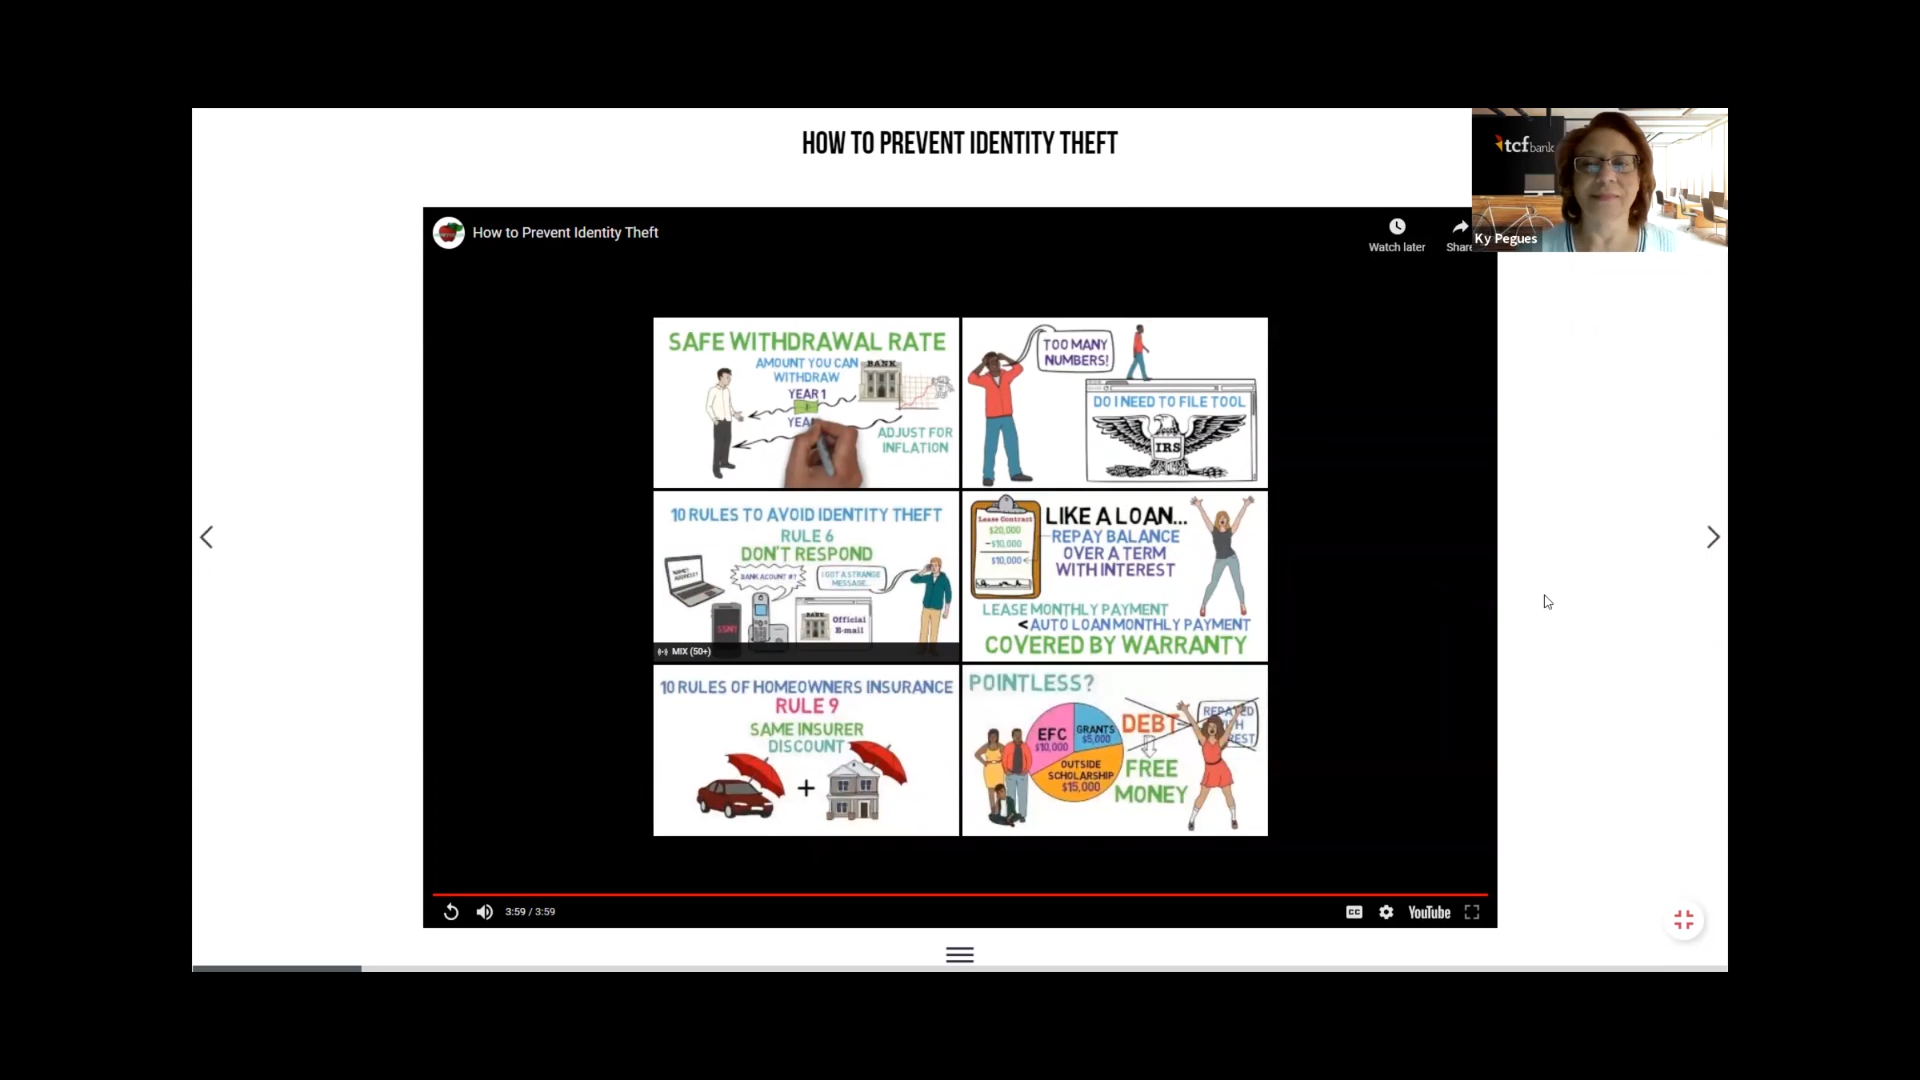 HOW TO PREVENT IDENTITY THEFT
tcf bank
Ky Pegues
How to Prevent Identity Theft
Watch later
Share
SAFE WITHDRAWAL RATE
AMOUNT YOU CAN
WITHDRAW
BANK
YEAR 1
YEA
ADJUST FOR
INFLATION
TOO MANY
NUMBERS!
DO I NEED TO FILE TOOL
IRS
10 RULES TO AVOID IDENTITY THEFT
RULE 6
DON'T RESPOND
NAME?
ADDRESS?
BANK ACOUNT #?
I GOT A STRANGE
MESSAGE...
SSN?
BANK
Official
E-mail
MIX (50+)
Lease Contract
$20,000
-$10,000
$10,000
LIKE A LOAN...
REPAY BALANCE
OVER A TERM
WITH INTEREST
LEASE MONTHLY PAYMENT
< AUTO LOAN MONTHLY PAYMENT
COVERED BY WARRANTY
10 RULES OF HOMEOWNERS INSURANCE
RULE 9
SAME INSURER
DISCOUNT
+
POINTLESS?
EFC
$10,000
GRANTS
$5,000
OUTSIDE
SCHOLARSHIP
$15,000
DEBT
FREE
MONEY
3:59 / 3:59
CC
YouTube